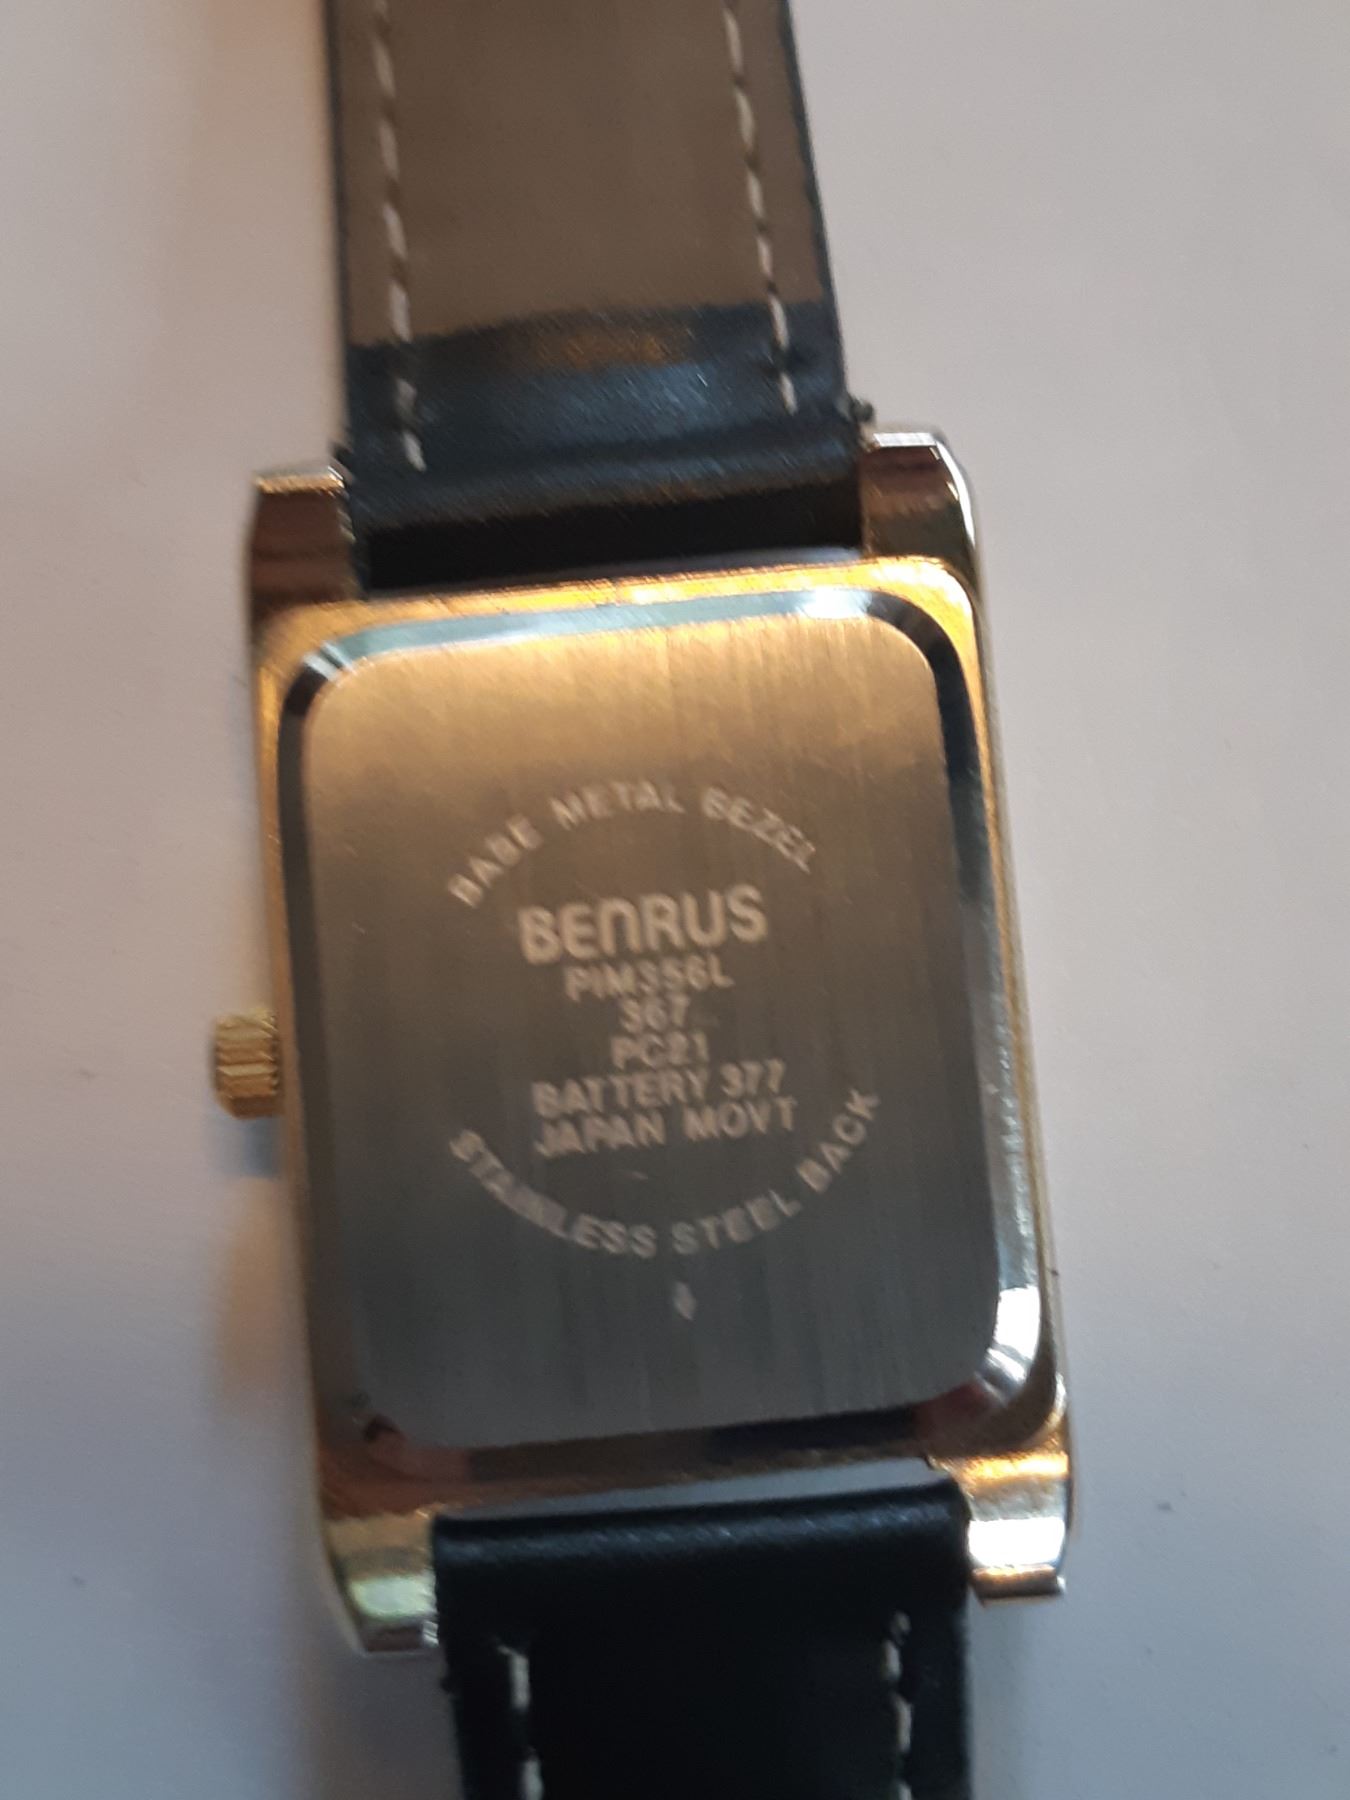 BASE METAL BEZEL
BENRUS
PIM356L
367
PC21
BATTERY 377
JAPAN MOVT
STAINLESS STEEL BACK